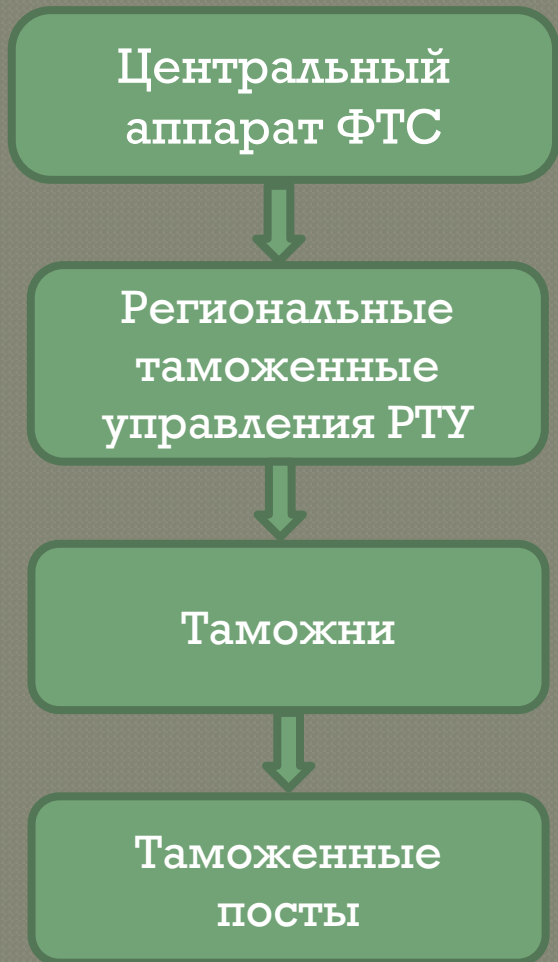 Центральный
аппарат ФТС
Региональные
таможенные
управления РТУ
Таможни
Таможенные
посты